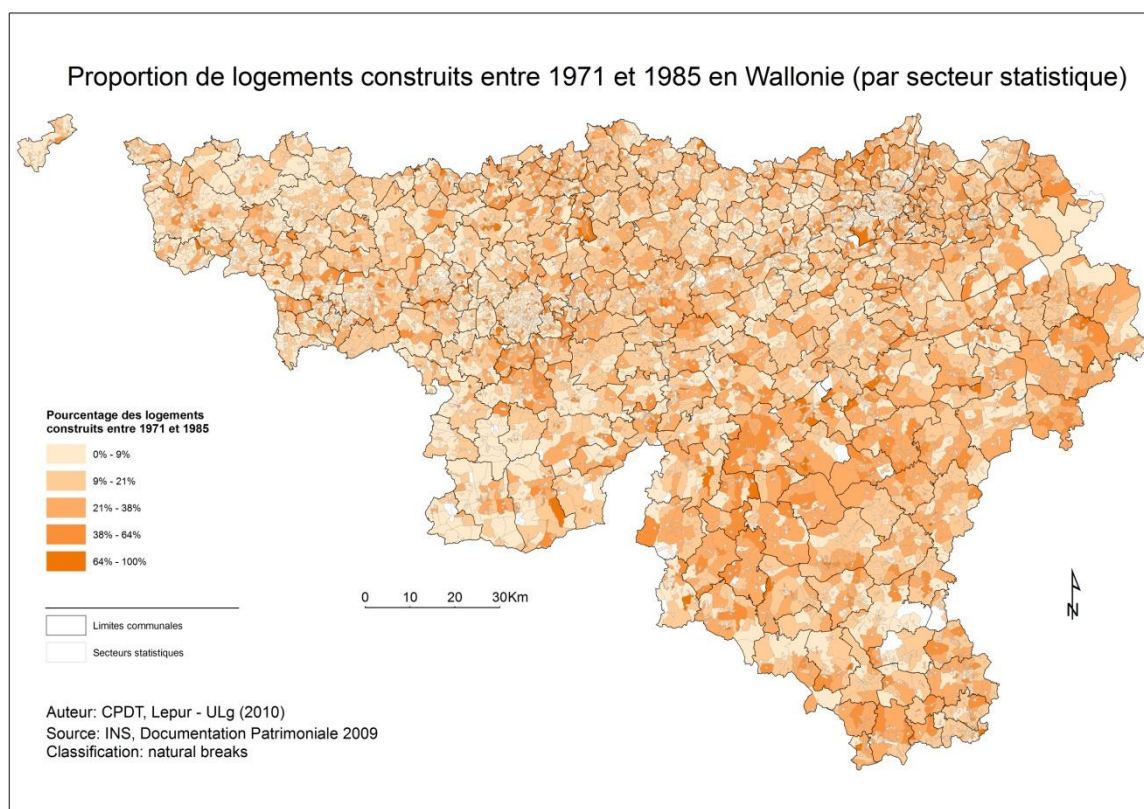 Proportion de logements construits entre 1971 et 1985 en Wallonie (par secteur statistique)
Pourcentage des logements
construits entre 1971 et 1985
0% - 9%
9% - 21%
21% - 38%
38% - 64%
64% - 100%
0 10 20 30Km
N
Limites communales
Secteurs statistiques
Auteur: CPDT, Lepur - ULg (2010)
Source: INS, Documentation Patrimoniale 2009
Classification: natural breaks